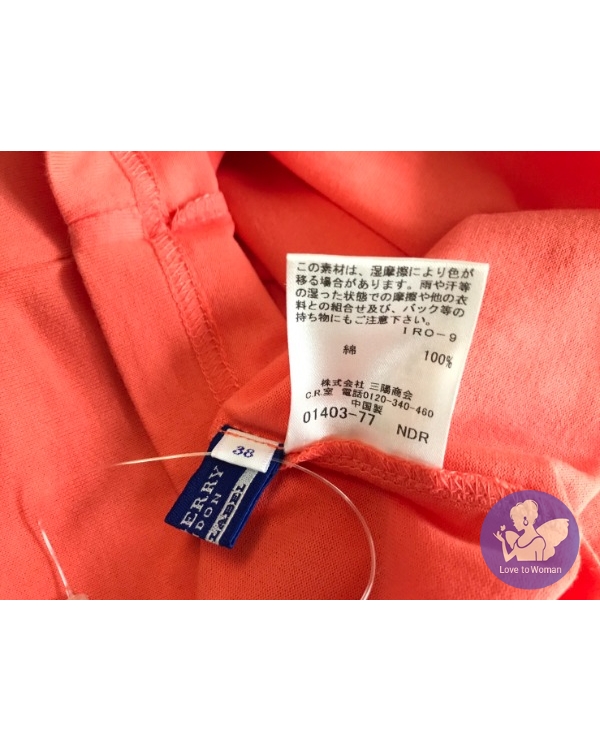 この素材は、湿摩擦により色が
移る場合があります。雨や汗等
の湿った状態での摩擦や他の衣
料との組合せ及び、バック等の
持ち物にもご注意下さい。
IRO-9
綿 100%
株式会社 三陽商会
C.R.室 電話0120-340-460
中国製
01403-77 NDR
38
ERRY
DON
LABEL
Love to Woman